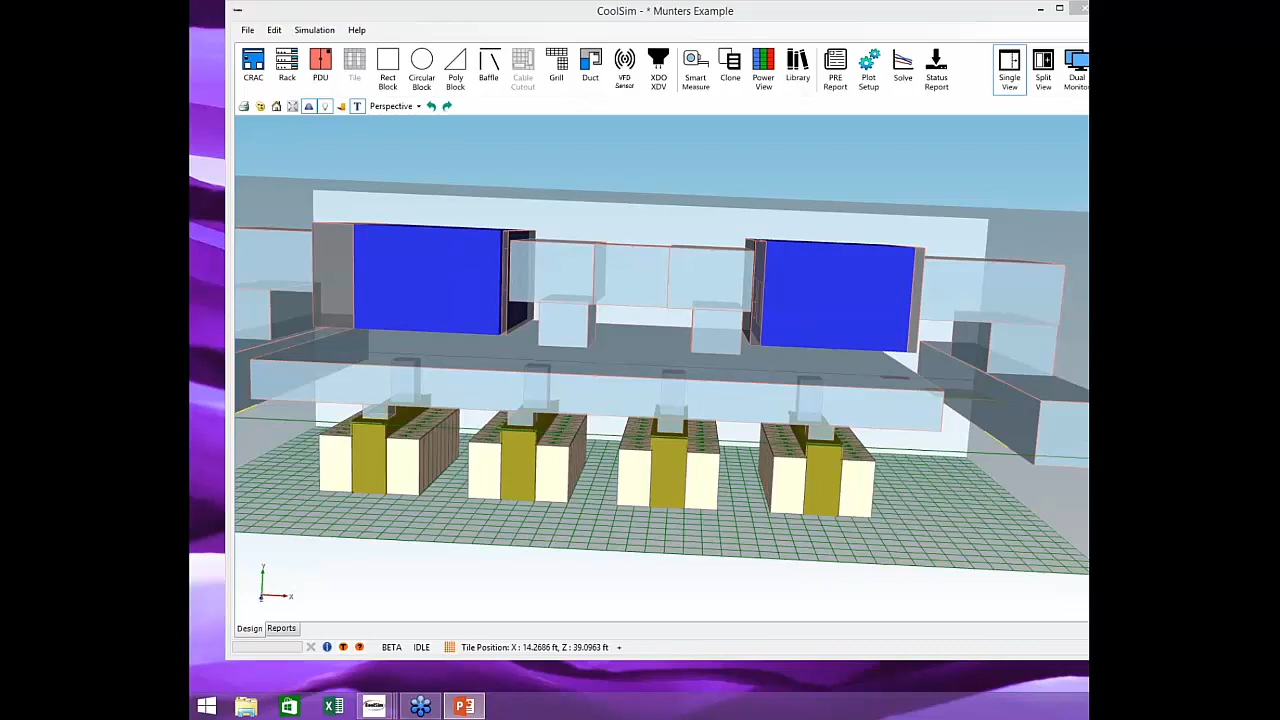 CoolSim - * Munters Example
File Edit Simulation Help
CRAC Rack PDU Tile Rect Block Circular Block Poly Block Baffle Cable Cutout Grill Duct VFD Sensor XDO XDV Smart Measure Clone Power View Library PRE Report Plot Setup Solve Status Report Single View Split View Dual Monito
T Perspective
Y
X
Design Reports
BETA IDLE Tile Position: X : 14.2686 ft, Z : 39.0963 ft
CoolSim